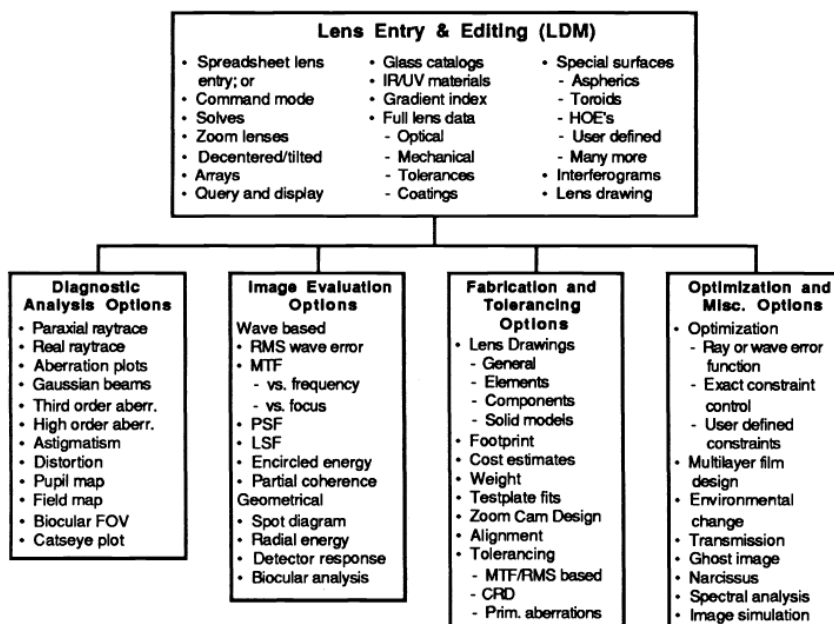 Lens Entry & Editing (LDM)
• Spreadsheet lens
entry; or
• Command mode
• Solves
• Zoom lenses
• Decentered/tilted
• Arrays
• Query and display
• Glass catalogs
• IR/UV materials
• Gradient index
• Full lens data
- Optical
- Mechanical
- Tolerances
- Coatings
• Special surfaces
- Aspherics
- Toroids
- HOE's
- User defined
- Many more
• Interferograms
• Lens drawing
Diagnostic
Analysis Options
• Paraxial raytrace
• Real raytrace
• Aberration plots
• Gaussian beams
• Third order aberr.
• High order aberr.
• Astigmatism
• Distortion
• Pupil map
• Field map
• Biocular FOV
• Catseye plot
Image Evaluation
Options
Wave based
• RMS wave error
• MTF
- vs. frequency
- vs. focus
• PSF
• LSF
• Encircled energy
• Partial coherence
Geometrical
• Spot diagram
• Radial energy
• Detector response
• Biocular analysis
Fabrication and
Tolerancing
Options
• Lens Drawings
- General
- Elements
- Components
- Solid models
• Footprint
• Cost estimates
• Weight
• Testplate fits
• Zoom Cam Design
• Alignment
• Tolerancing
- MTF/RMS based
- CRD
- Prim. aberrations
Optimization and
Misc. Options
• Optimization
- Ray or wave error
function
- Exact constraint
control
- User defined
constraints
• Multilayer film
design
• Environmental
change
• Transmission
• Ghost image
• Narcissus
• Spectral analysis
• Image simulation